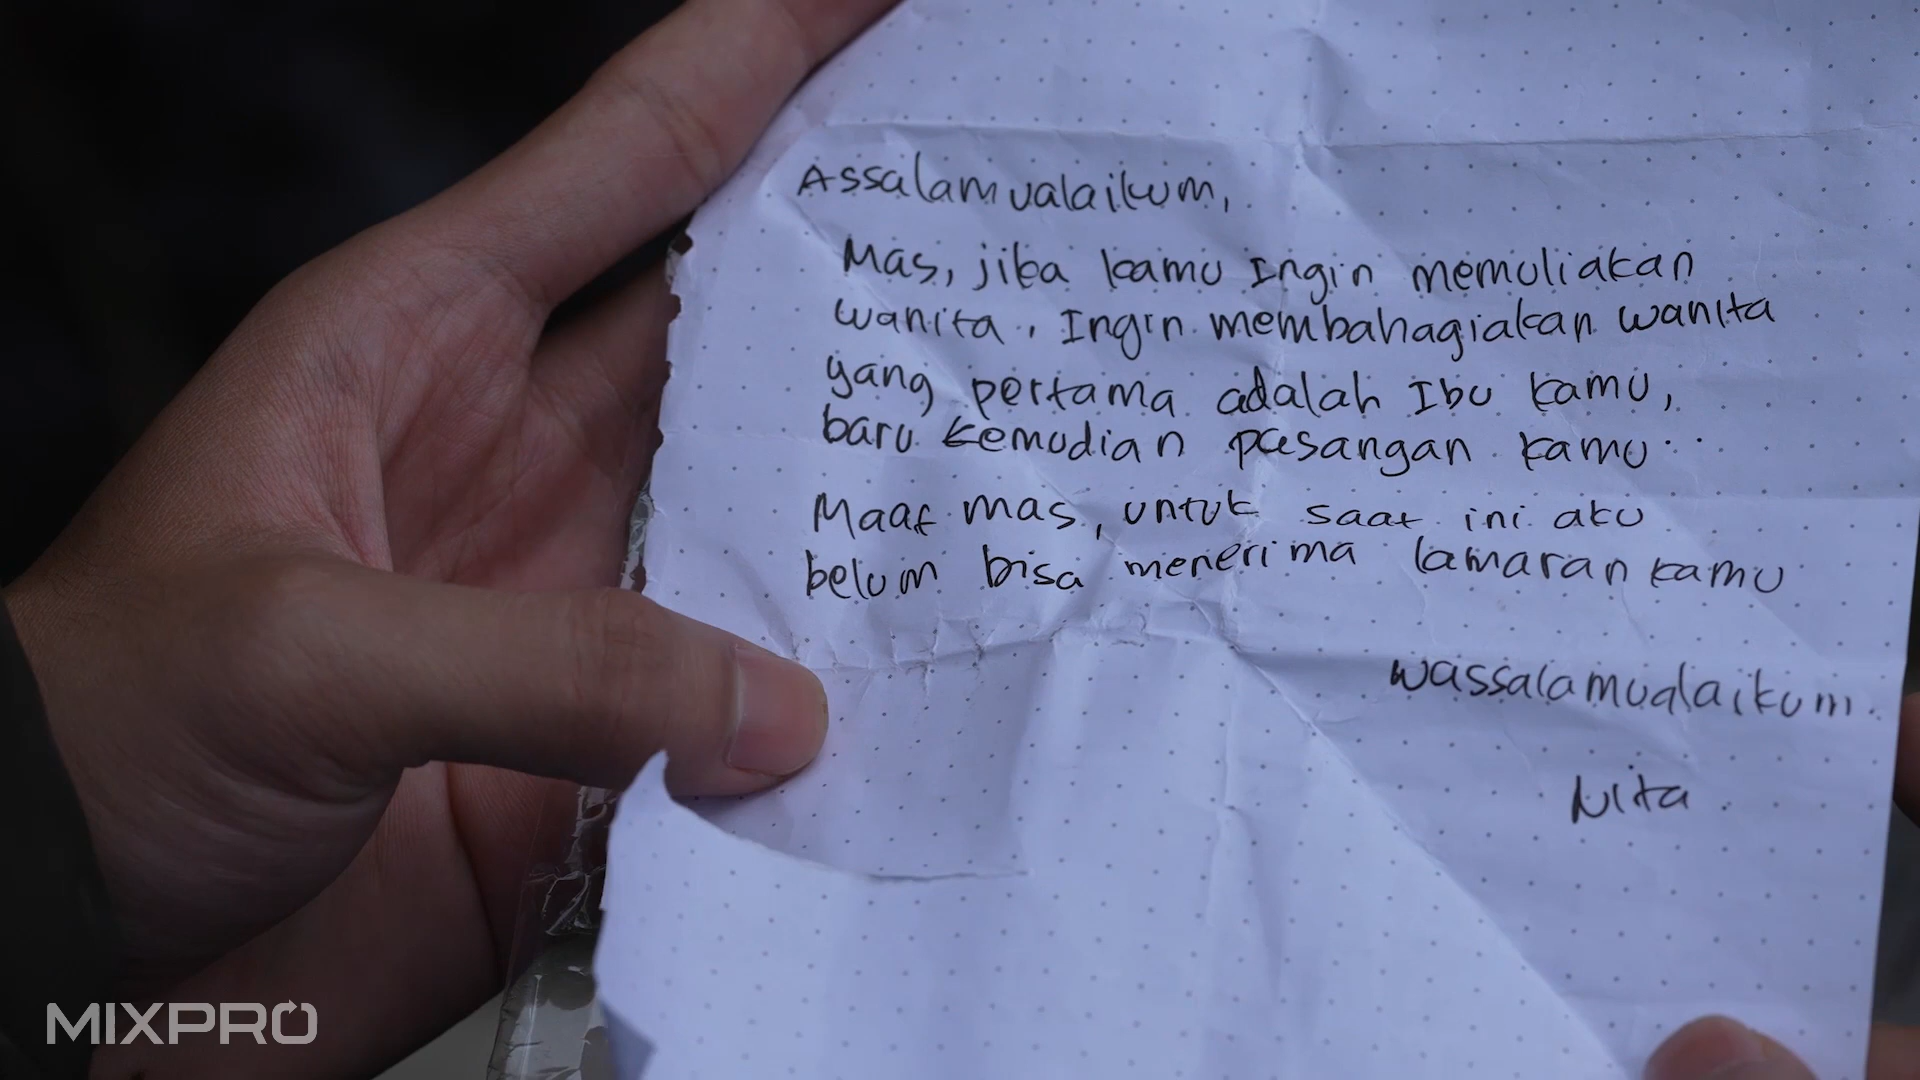 Assalamualaikum,
Mas, jika kamu Ingin memuliakan
wanita. Ingin membahagiakan wanita
yang pertama adalah Ibu kamu,
baru kemudian pasangan kamu..
Maaf mas, untuk saat ini aku
belum bisa menerima lamaran kamu
Wassalamualaikum.
Nita
MIXPRO